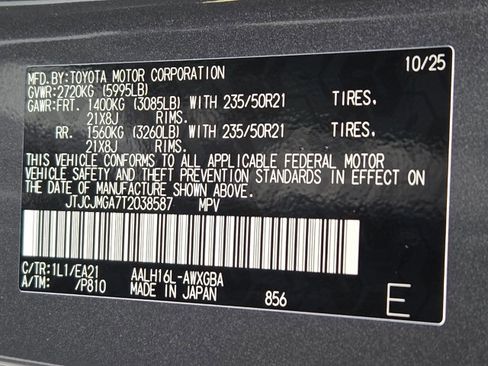 MFD.BY:TOYOTA MOTOR CORPORATION 10/25
GVWR:2720KG (5995LB)
GAWR:FRT. 1400KG (3085LB) WITH 235/50R21 TIRES.
21X8J RIMS.
RR. 1560KG (3260LB) WITH 235/50R21 TIRES.
21X8J RIMS.
THIS VEHICLE CONFORMS TO ALL APPLICABLE FEDERAL MOTOR
VEHICLE SAFETY AND THEFT PREVENTION STANDARDS IN EFFECT ON
THE DATE OF MANUFACTURE SHOWN ABOVE.
JTJCJMGA7T2038587 MPV
C/TR:1L1/EA21 AALH16L-AWXGBA
A/TM: /P810 MADE IN JAPAN 856 E